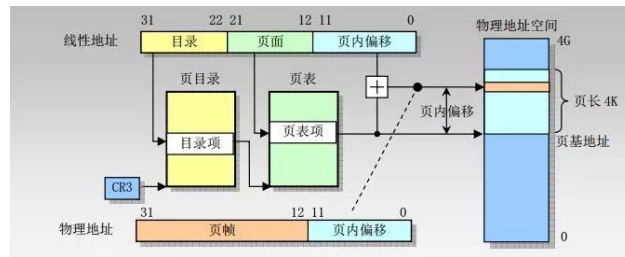 31 22 21 12 11 0
物理地址空间
线性地址 目录 页面 页内偏移
4G
页目录 页表
页内偏移
页长 4K
目录项 页表项
页基地址
CR3
31 12 11 0
物理地址 页帧 页内偏移
0